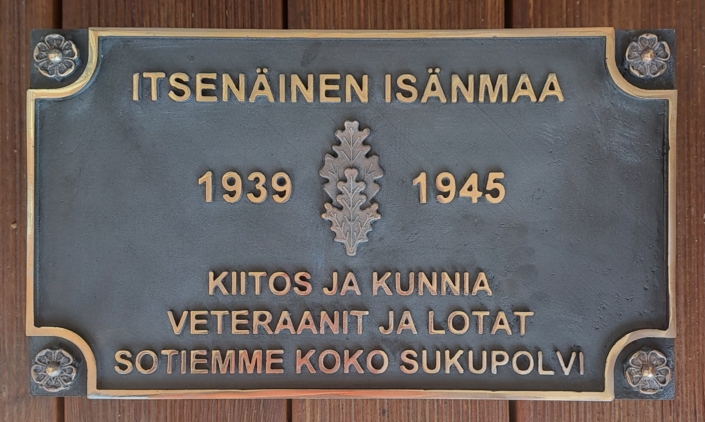 ITSENÄINEN ISÄNMAA
1939 1945
KIITOS JA KUNNIA
VETERAANIT JA LOTAT
SOTIEMME KOKO SUKUPOLVI